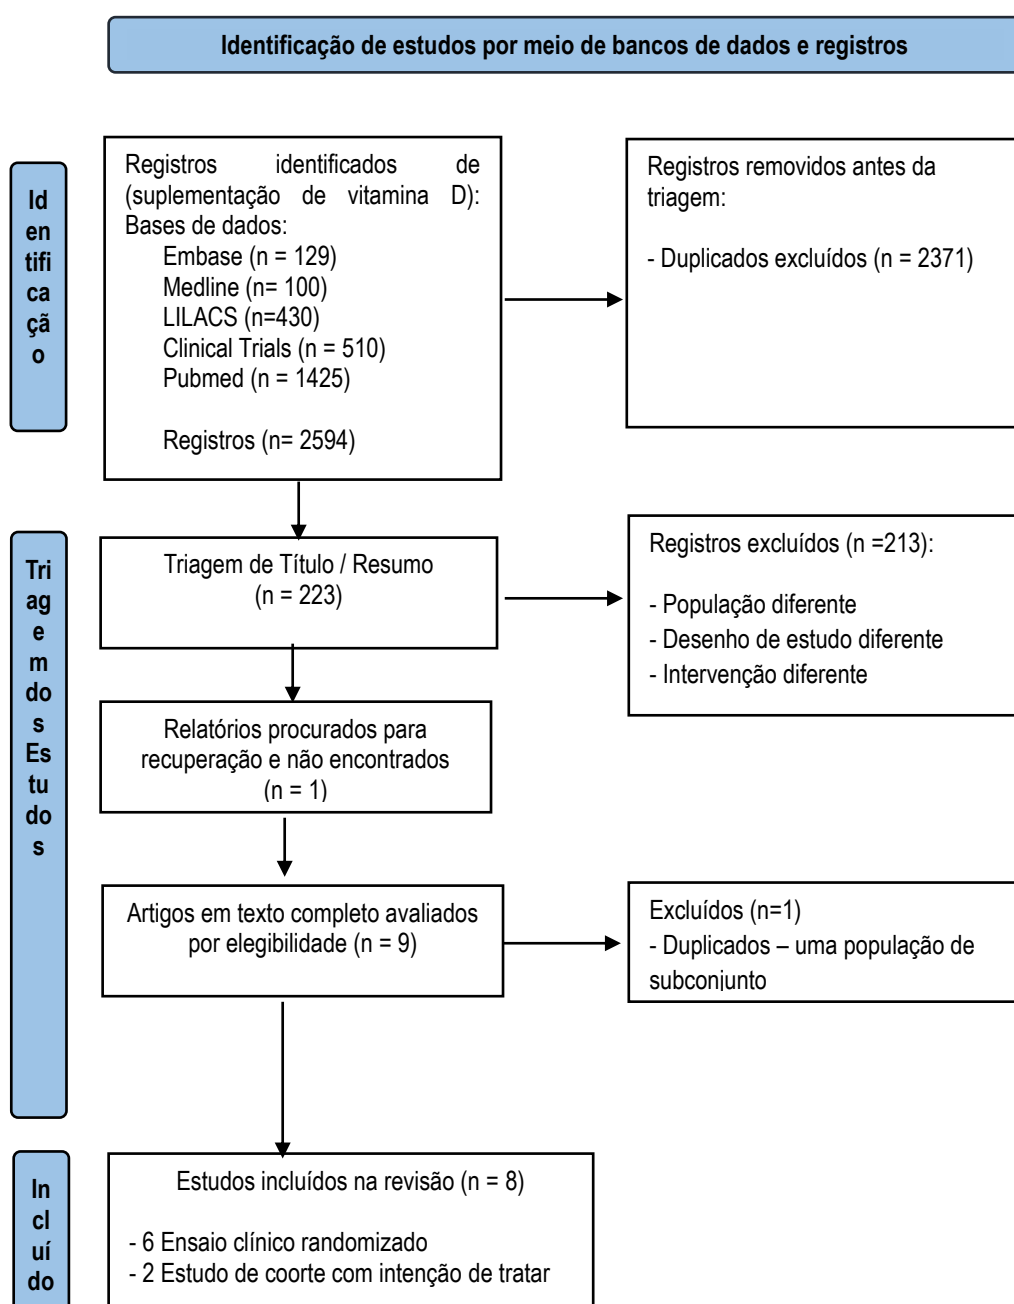 Identificação de estudos por meio de bancos de dados e registros
Id
en
tifi
ca
çã
o
Registros identificados de
(suplementação de vitamina D):
Bases de dados:
Embase (n = 129)
Medline (n= 100)
LILACS (n=430)
Clinical Trials (n = 510)
Pubmed (n = 1425)
Registros (n= 2594)
Registros removidos antes da
triagem:
- Duplicados excluídos (n = 2371)
Tri
ag
e
m
do
s
Es
tu
do
s
Triagem de Título / Resumo
(n = 223)
Registros excluídos (n =213):
- População diferente
- Desenho de estudo diferente
- Intervenção diferente
Relatórios procurados para
recuperação e não encontrados
(n = 1)
Artigos em texto completo avaliados
por elegibilidade (n = 9)
Excluídos (n=1)
- Duplicados – uma população de
subconjunto
In
cl
uí
do
Estudos incluídos na revisão (n = 8)
- 6 Ensaio clínico randomizado
- 2 Estudo de coorte com intenção de tratar